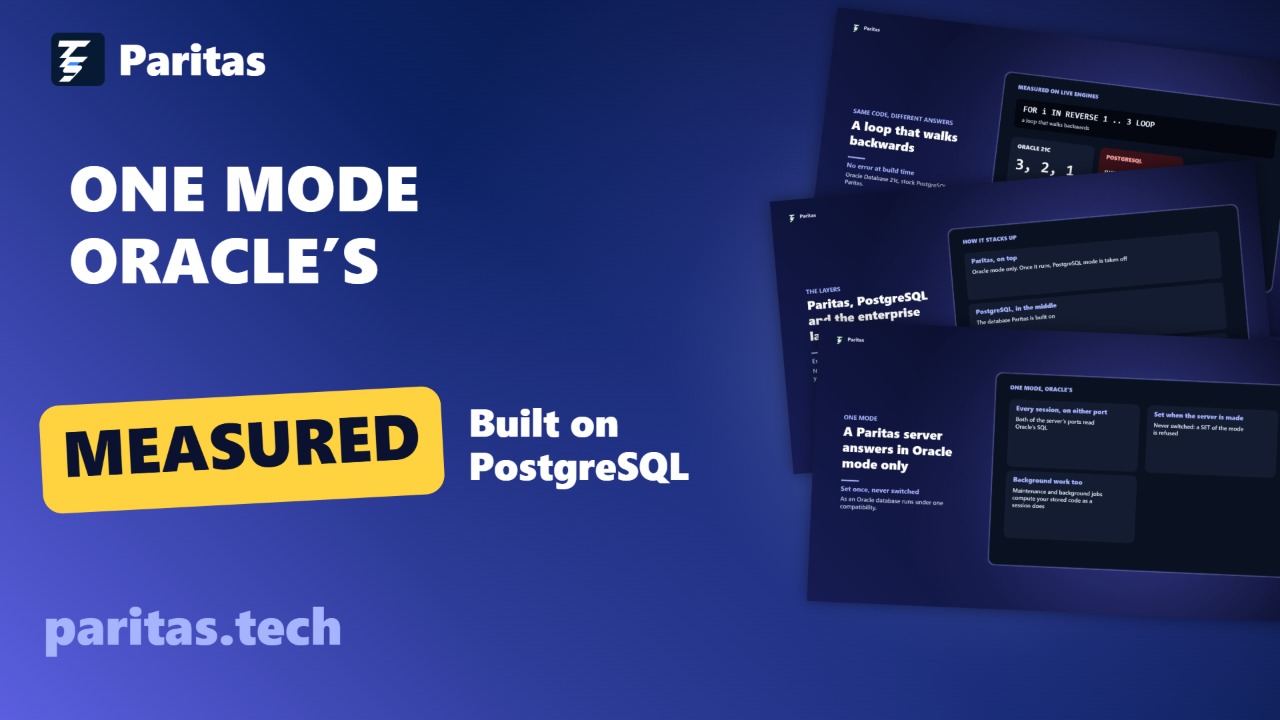 Paritas
ONE MODE
ORACLE’S
MEASURED
Built on
PostgreSQL
paritas.tech
Paritas
SAME CODE, DIFFERENT ANSWERS
A loop that walks
backwards
No error at build time
Oracle Database 21c, stock PostgreSQL,
Paritas.
MEASURED ON LIVE ENGINES
FOR i IN REVERSE 1 .. 3 LOOP
a loop that walks backwards
ORACLE 21C
3, 2, 1
POSTGRESQL
Paritas
THE LAYERS
Paritas, PostgreSQL
and the enterprise
HOW IT STACKS UP
Paritas, on top
Oracle mode only. Once it runs, PostgreSQL mode is taken off
PostgreSQL, in the middle
The database Paritas is built on
Paritas
ONE MODE
A Paritas server
answers in Oracle
mode only
Set once, never switched
As an Oracle database runs under one
compatibility.
ONE MODE, ORACLE'S
Every session, on either port
Both of the server's ports read
Oracle's SQL
Set when the server is made
Never switched: a SET of the mode
is refused
Background work too
Maintenance and background jobs
compute your stored code as a
session does